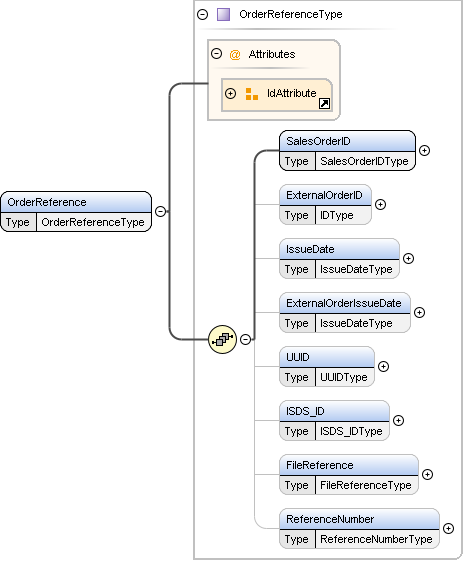 OrderReferenceType
@ Attributes
IdAttribute
SalesOrderID
Type SalesOrderIDType
ExternalOrderID
Type IDType
OrderReference
Type OrderReferenceType
IssueDate
Type IssueDateType
ExternalOrderIssueDate
Type IssueDateType
UUID
Type UUIDType
ISDS_ID
Type ISDS_IDType
FileReference
Type FileReferenceType
ReferenceNumber
Type ReferenceNumberType